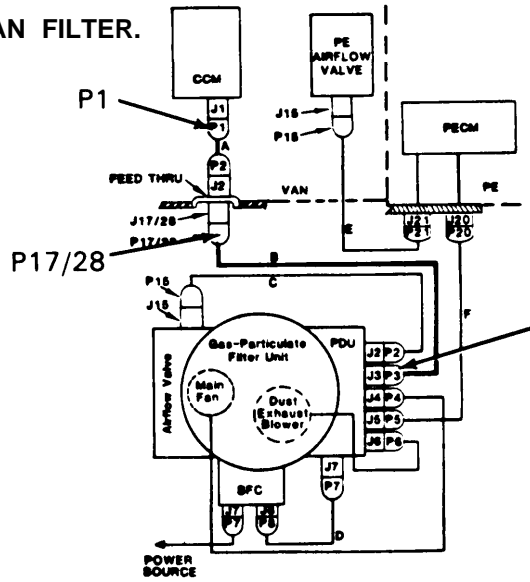 AN FILTER.
CCM
PE
AIRFLOW
VALVE
J1
P1
P1
J15
P15
PECM
A
P2
J2
FEED THRU
VAN
PE
J17/28
P17/28
J21
P21
J20
P20
E
P17/28
B
C
P15
J15
F
Gas-Particulate
Filter Unit
PDU
J2 P2
J3 P3
Airflow Valve
Main
Fan
J4 P4
Dust
Exhaust
Blower
J5 P5
J6 P6
J7
P7
SFC
J7
P7
P8
D
POWER
SOURCE